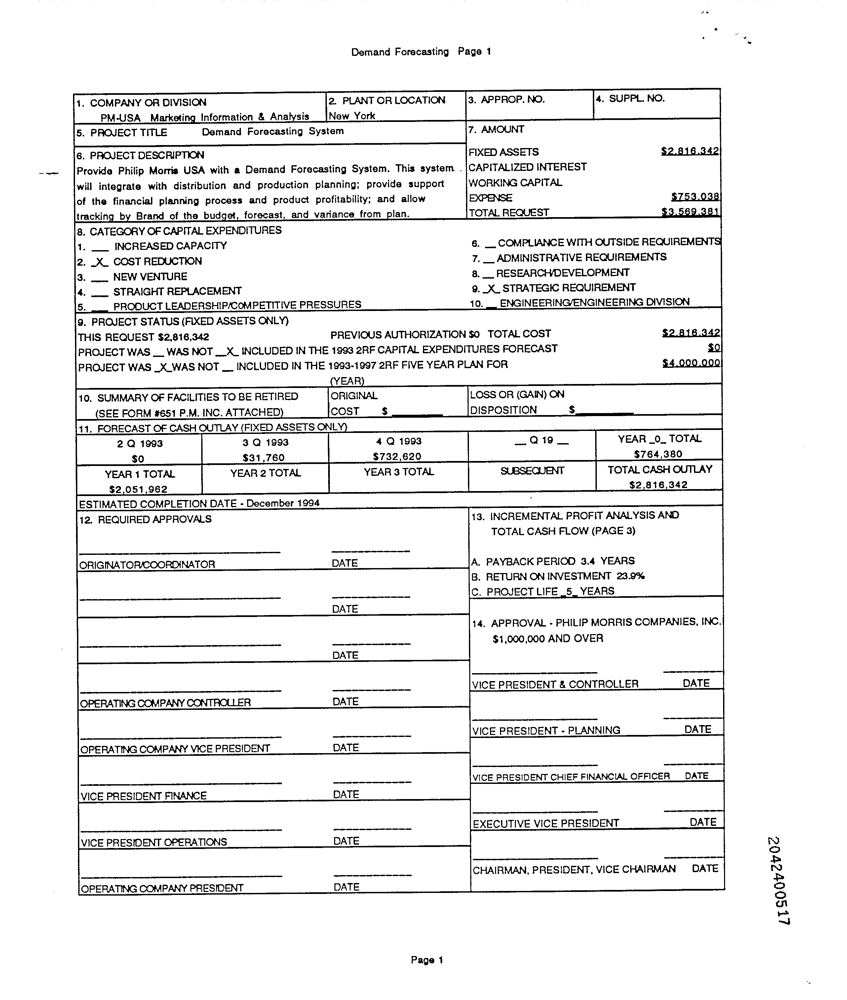 Demand Forecasting Page 1
1. COMPANY OR DIVISION
PM-USA Marketing Information & Analysis
2. PLANT OR LOCATION
New York
3. APPROP. NO.
4. SUPPL. NO.
5. PROJECT TITLE Demand Forecasting System
6. PROJECT DESCRIPTION
Provide Philip Morris USA with a Demand Forecasting System. This system
will integrate with distribution and production planning; provide support
of the financial planning process and product profitability; and allow
tracking by Brand of the budget, forecast, and variance from plan.
7. AMOUNT
FIXED ASSETS $2,816,342
CAPITALIZED INTEREST
WORKING CAPITAL
EXPENSE $753,038
TOTAL REQUEST $3,569,381
8. CATEGORY OF CAPITAL EXPENDITURES
1. ___ INCREASED CAPACITY
2. _X_ COST REDUCTION
3. ___ NEW VENTURE
4. ___ STRAIGHT REPLACEMENT
5. ___ PRODUCT LEADERSHIP/COMPETITIVE PRESSURES
6. __ COMPLIANCE WITH OUTSIDE REQUIREMENTS
7. __ ADMINISTRATIVE REQUIREMENTS
8. __ RESEARCH/DEVELOPMENT
9. _X_ STRATEGIC REQUIREMENT
10. __ ENGINEERING/ENGINEERING DIVISION
9. PROJECT STATUS (FIXED ASSETS ONLY)
THIS REQUEST $2,816,342 PREVIOUS AUTHORIZATION $0 TOTAL COST $2,816,342
PROJECT WAS __ WAS NOT __X_ INCLUDED IN THE 1993 2RF CAPITAL EXPENDITURES FORECAST $0
PROJECT WAS _X_WAS NOT __ INCLUDED IN THE 1993-1997 2RF FIVE YEAR PLAN FOR $4,000,000
(YEAR)
10. SUMMARY OF FACILITIES TO BE RETIRED
(SEE FORM #651 P.M. INC. ATTACHED)
ORIGINAL
COST $ ________
LOSS OR (GAIN) ON
DISPOSITION $________
11. FORECAST OF CASH OUTLAY (FIXED ASSETS ONLY)
2 Q 1993 3 Q 1993 4 Q 1993 __ Q 19 __ YEAR _0_ TOTAL
$0 $31,760 $732,620 $764,380
YEAR 1 TOTAL YEAR 2 TOTAL YEAR 3 TOTAL SUBSEQUENT TOTAL CASH OUTLAY
$2,051,962 $2,816,342
ESTIMATED COMPLETION DATE - December 1994
12. REQUIRED APPROVALS
ORIGINATOR/COORDINATOR DATE
DATE
DATE
OPERATING COMPANY CONTROLLER DATE
OPERATING COMPANY VICE PRESIDENT DATE
VICE PRESIDENT FINANCE DATE
VICE PRESIDENT OPERATIONS DATE
OPERATING COMPANY PRESIDENT DATE
13. INCREMENTAL PROFIT ANALYSIS AND
TOTAL CASH FLOW (PAGE 3)
A. PAYBACK PERIOD 3.4 YEARS
B. RETURN ON INVESTMENT 23.9%
C. PROJECT LIFE _5_ YEARS
14. APPROVAL - PHILIP MORRIS COMPANIES, INC.
$1,000,000 AND OVER
VICE PRESIDENT & CONTROLLER DATE
VICE PRESIDENT - PLANNING DATE
VICE PRESIDENT CHIEF FINANCIAL OFFICER DATE
EXECUTIVE VICE PRESIDENT DATE
CHAIRMAN, PRESIDENT, VICE CHAIRMAN DATE
2042400517
Page 1